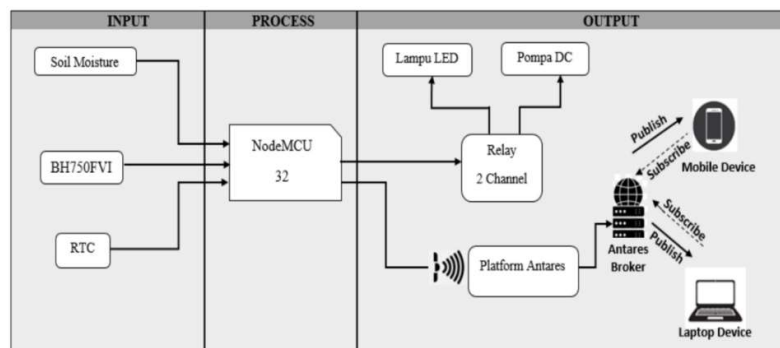 INPUT
PROCESS
OUTPUT
Soil Moisture
BH750FVI
RTC
NodeMCU
32
Lampu LED
Pompa DC
Relay
2 Channel
Platform Antares
Antares
Broker
Publish
Subscribe
Mobile Device
Subscribe
Publish
Laptop Device